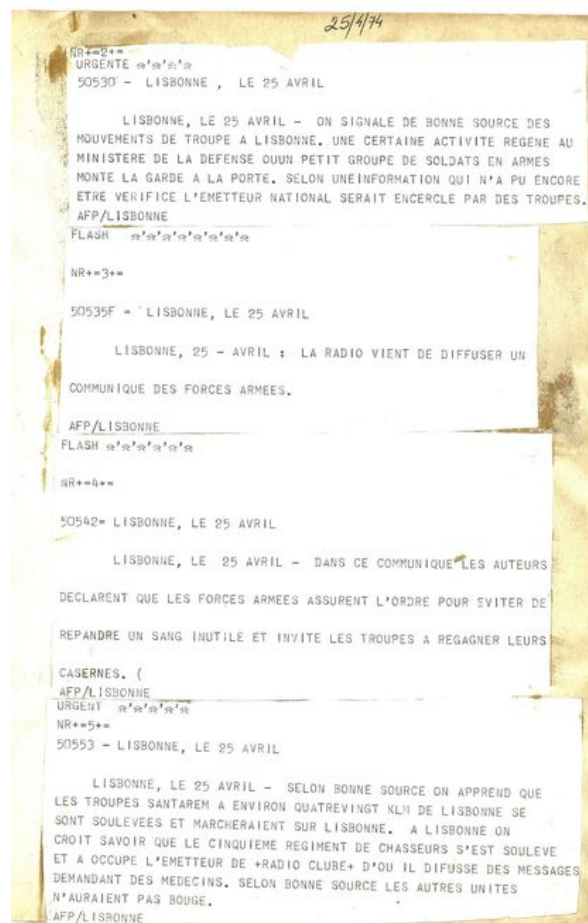 25/4/74
NR+=2+=
URGENTE
50530 - LISBONNE , LE 25 AVRIL
LISBONNE, LE 25 AVRIL - ON SIGNALE DE BONNE SOURCE DES
MOUVEMENTS DE TROUPE A LISBONNE. UNE CERTAINE ACTIVITE REGENE AU
MINISTERE DE LA DEFENSE OUUN PETIT GROUPE DE SOLDATS EN ARMES
MONTE LA GARDE A LA PORTE. SELON UNEINFORMATION QUI N'A PU ENCORE
ETRE VERIFICE L'EMETTEUR NATIONAL SERAIT ENCERCLE PAR DES TROUPES.
AFP/LISBONNE
FLASH
NR+=3+=
50535F = LISBONNE, LE 25 AVRIL
LISBONNE, 25 - AVRIL : LA RADIO VIENT DE DIFFUSER UN
COMMUNIQUE DES FORCES ARMEES.
AFP/LISBONNE
FLASH
NR+=4+=
50542= LISBONNE, LE 25 AVRIL
LISBONNE, LE 25 AVRIL - DANS CE COMMUNIQUE LES AUTEURS
DECLARENT QUE LES FORCES ARMEES ASSURENT L'ORDRE POUR EVITER DE
REPANDRE UN SANG INUTILE ET INVITE LES TROUPES A REGAGNER LEURS
CASERNES. (
AFP/LISBONNE
URGENT
NR+=5+=
50553 - LISBONNE, LE 25 AVRIL
LISBONNE, LE 25 AVRIL - SELON BONNE SOURCE ON APPREND QUE
LES TROUPES SANTAREM A ENVIRON QUATREVINGT KLM DE LISBONNE SE
SONT SOULEVEES ET MARCHERAIENT SUR LISBONNE. A LISBONNE ON
CROIT SAVOIR QUE LE CINQUIEME REGIMENT DE CHASSEURS S'EST SOULEVE
ET A OCCUPE L'EMETTEUR DE +RADIO CLUBE+ D'OU IL DIFUSSE DES MESSAGES
DEMANDANT DES MEDECINS. SELON BONNE SOURCE LES AUTRES UNITES
N'AURAIENT PAS BOUGE.
AFP/LISBONNE